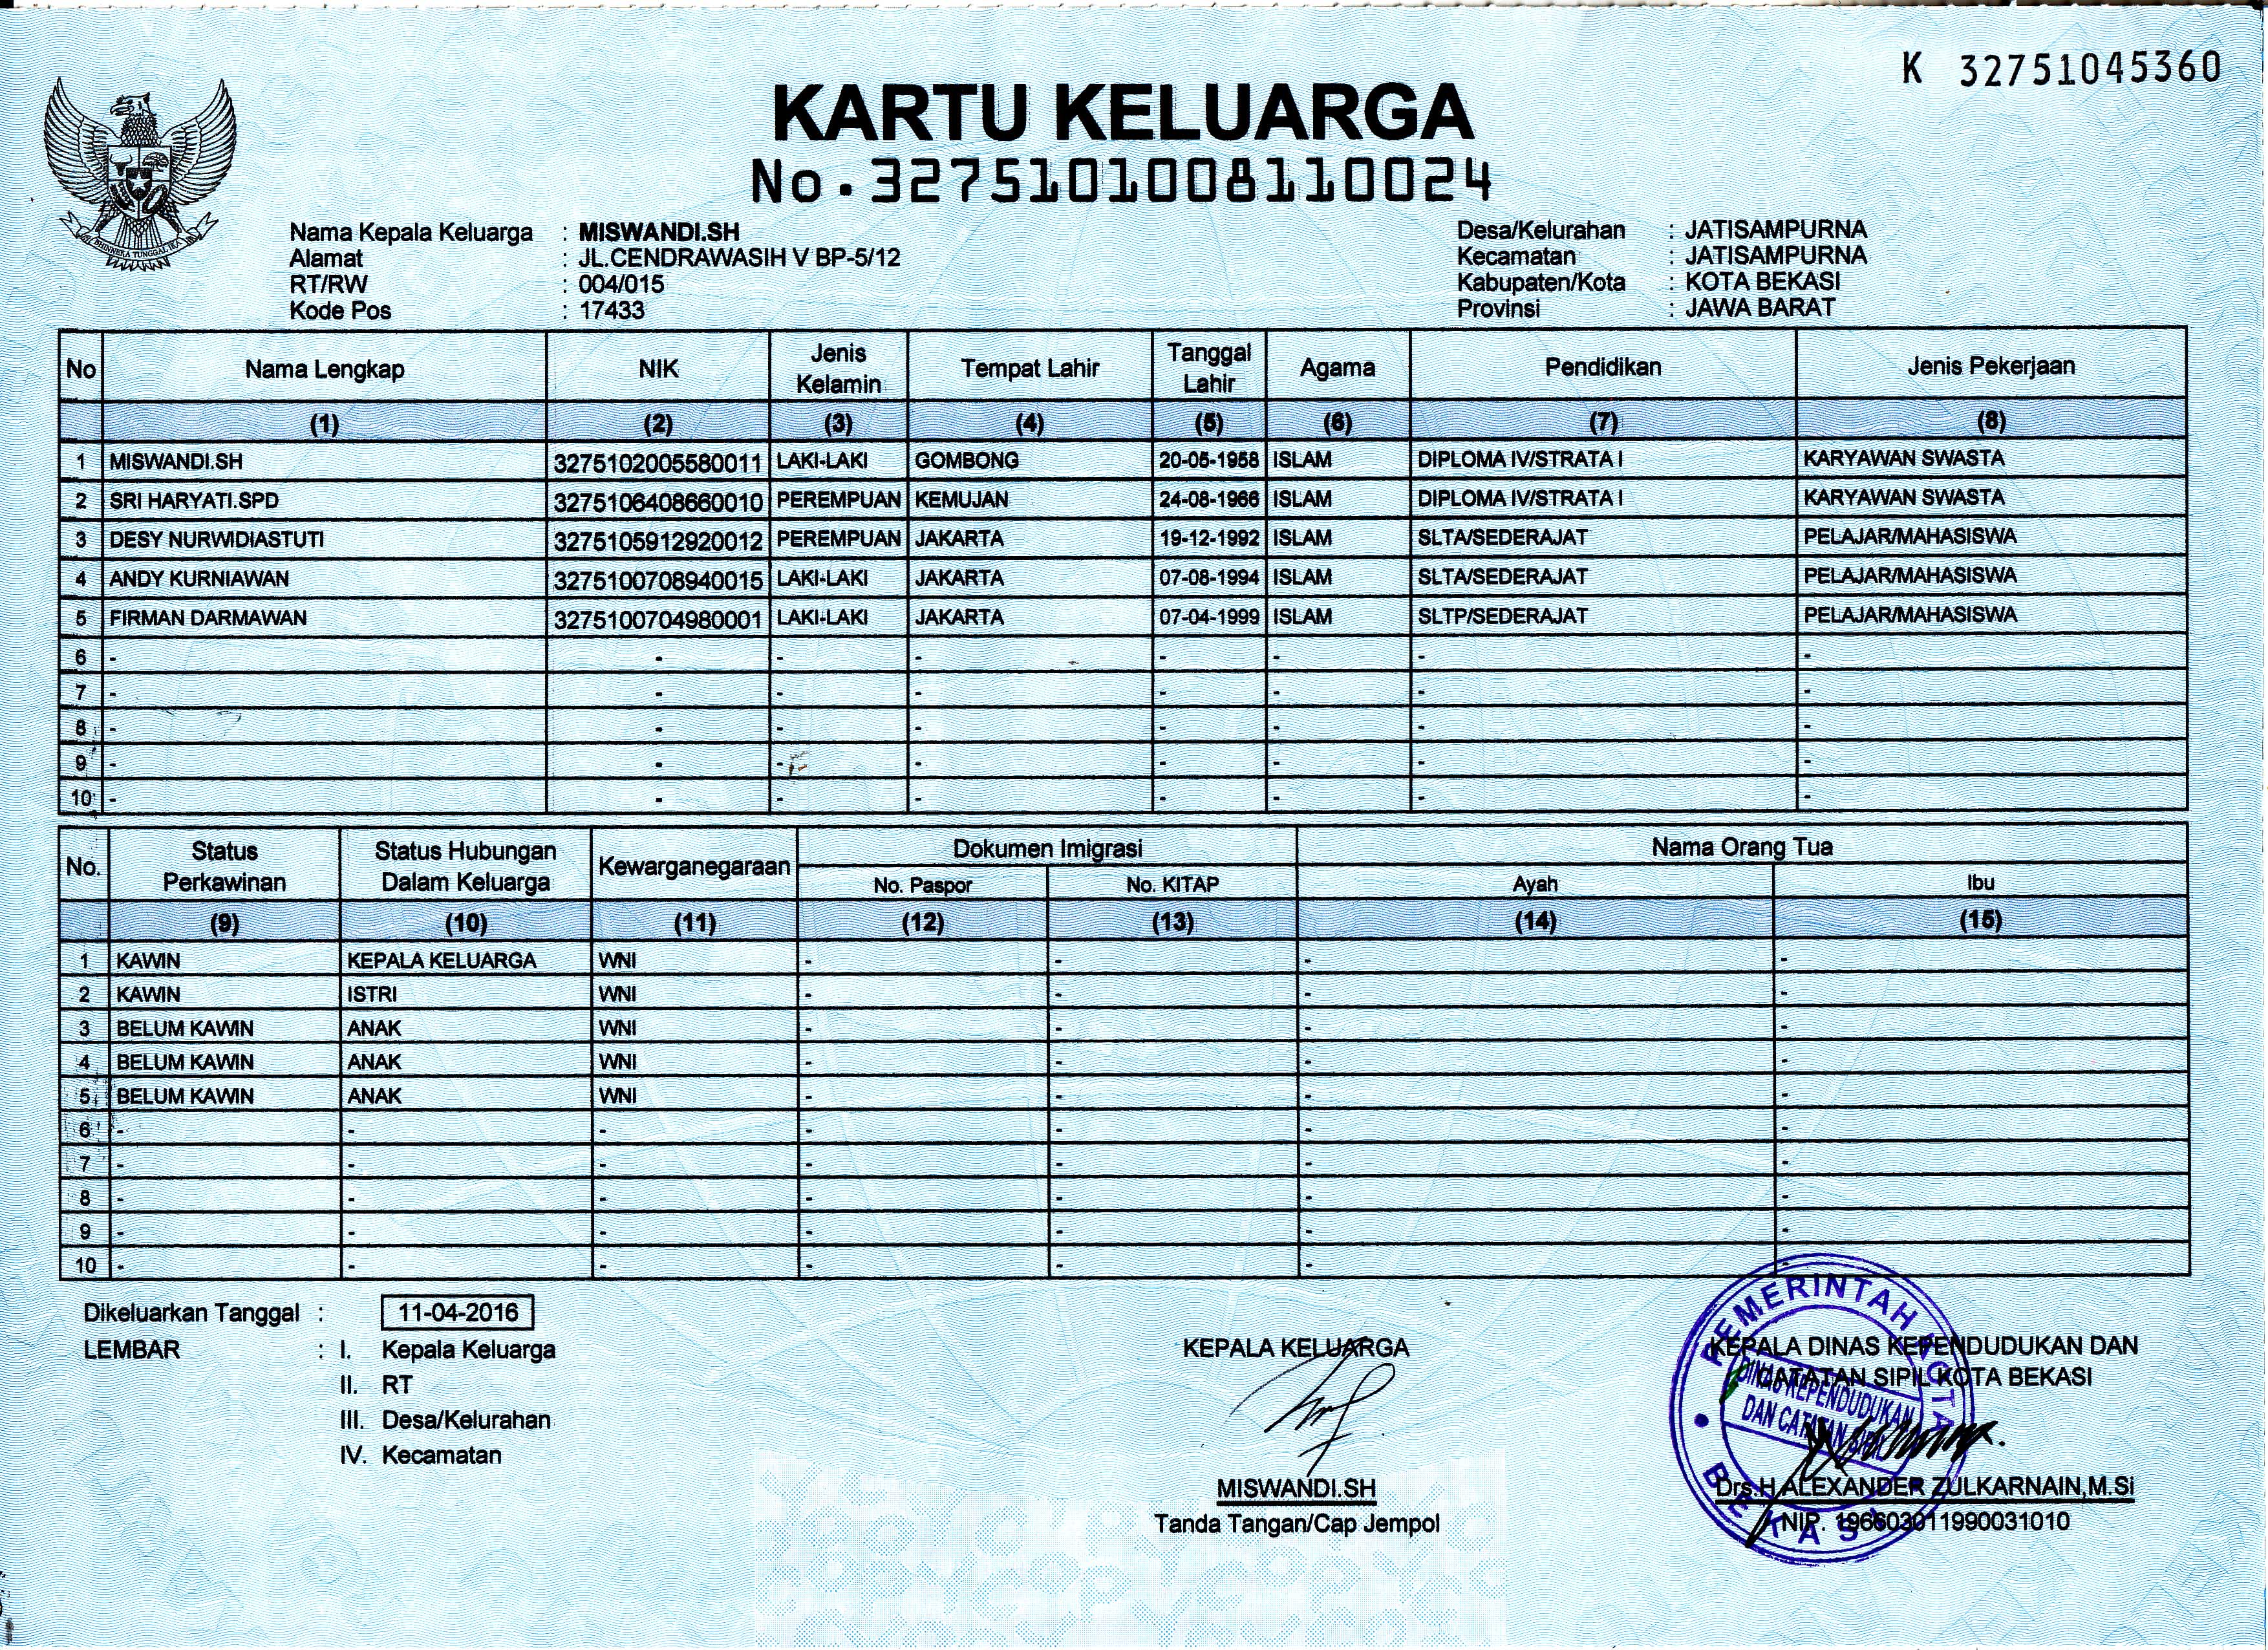 K 32751045360
KARTU KELUARGA
No.3275101008110024
BHINNEKA TUNGGAL IKA
Nama Kepala Keluarga : MISWANDI.SH
Alamat : JL.CENDRAWASIH V BP-5/12
RT/RW : 004/015
Kode Pos : 17433
Desa/Kelurahan : JATISAMPURNA
Kecamatan : JATISAMPURNA
Kabupaten/Kota : KOTA BEKASI
Provinsi : JAWA BARAT
No Nama Lengkap NIK Jenis Kelamin Tempat Lahir Tanggal Lahir Agama Pendidikan Jenis Pekerjaan
(1) (2) (3) (4) (5) (6) (7) (8)
1 MISWANDI.SH 3275102005580011 LAKI-LAKI GOMBONG 20-05-1958 ISLAM DIPLOMA IV/STRATA I KARYAWAN SWASTA
2 SRI HARYATI.SPD 3275106408660010 PEREMPUAN KEMUJAN 24-08-1966 ISLAM DIPLOMA IV/STRATA I KARYAWAN SWASTA
3 DESY NURWIDIASTUTI 3275105912920012 PEREMPUAN JAKARTA 19-12-1992 ISLAM SLTA/SEDERAJAT PELAJAR/MAHASISWA
4 ANDY KURNIAWAN 3275100708940015 LAKI-LAKI JAKARTA 07-08-1994 ISLAM SLTA/SEDERAJAT PELAJAR/MAHASISWA
5 FIRMAN DARMAWAN 3275100704980001 LAKI-LAKI JAKARTA 07-04-1999 ISLAM SLTP/SEDERAJAT PELAJAR/MAHASISWA
6 - - - - - - - -
7 - - - - - - - -
8 - - - - - - - -
9 - - - - - - - -
10 - - - - - - - -
No. Status Perkawinan Status Hubungan Dalam Keluarga Kewarganegaraan Dokumen Imigrasi Nama Orang Tua
No. Paspor No. KITAP Ayah Ibu
(9) (10) (11) (12) (13) (14) (15)
1 KAWIN KEPALA KELUARGA WNI - - - -
2 KAWIN ISTRI WNI - - - -
3 BELUM KAWIN ANAK WNI - - - -
4 BELUM KAWIN ANAK WNI - - - -
5 BELUM KAWIN ANAK WNI - - - -
6 - - - - - - -
7 - - - - - - -
8 - - - - - - -
9 - - - - - - -
10 - - - - - - -
Dikeluarkan Tanggal : 11-04-2016
LEMBAR : I. Kepala Keluarga
II. RT
III. Desa/Kelurahan
IV. Kecamatan
KEPALA KELUARGA
MISWANDI.SH
Tanda Tangan/Cap Jempol
KEPALA DINAS KEPENDUDUKAN DAN
CATATAN SIPIL KOTA BEKASI
PEMERINTAH KOTA
DINAS KEPENDUDUKAN
DAN CATATAN SIPIL
BEKASI
Drs.H.ALEXANDER ZULKARNAIN,M.Si
NIP. 196603011990031010